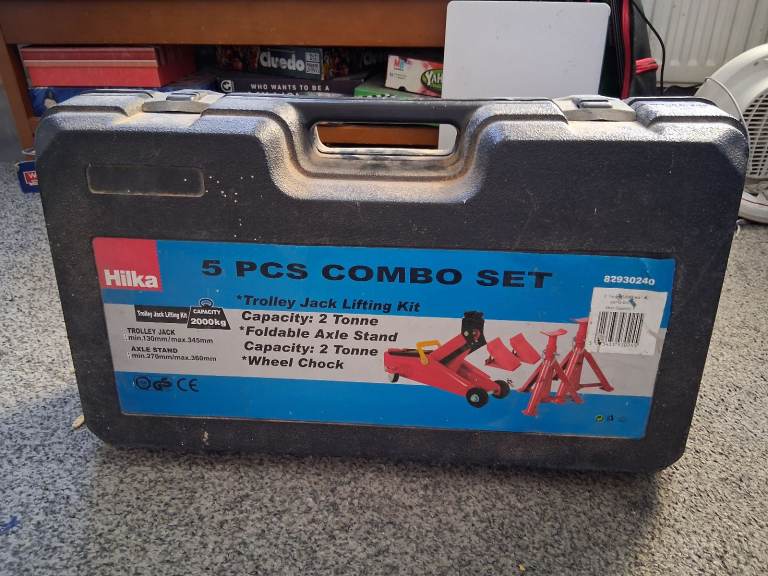 Cluedo
WHO WANTS TO BE A
YAH
Hilka
5 PCS COMBO SET
82930240
Trolley Jack Lifting Kit
CAPACITY
2000kg
TROLLEY JACK
min.130mm/max.345mm
AXLE STAND
min.270mm/max.360mm
GS CE
*Trolley Jack Lifting Kit
Capacity: 2 Tonne
*Foldable Axle Stand
Capacity: 2 Tonne
*Wheel Chock